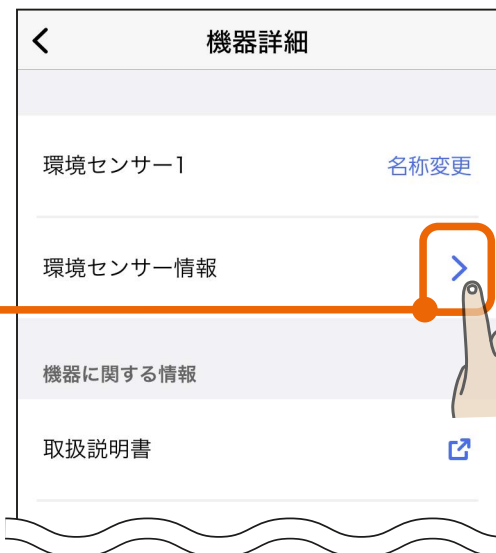 機器詳細
環境センサー1
名称変更
環境センサー情報
機器に関する情報
取扱説明書